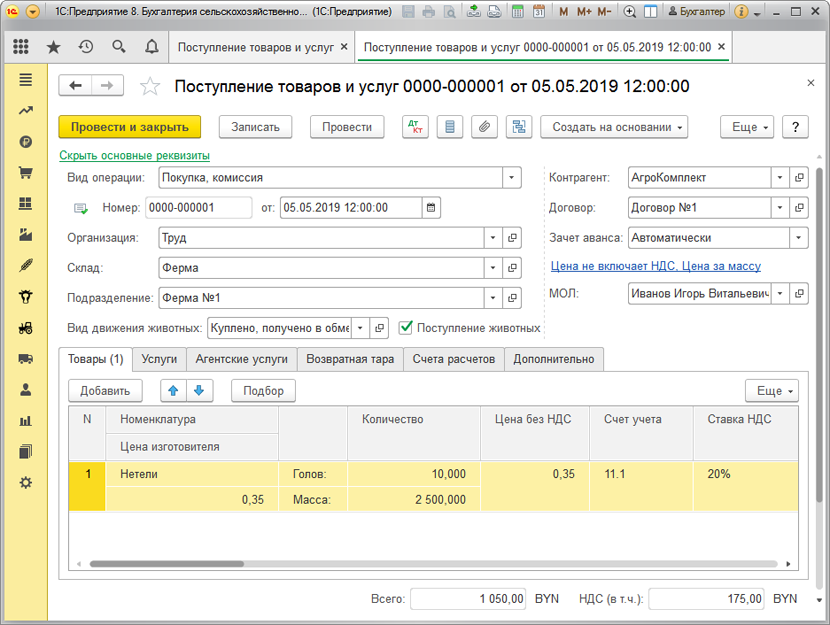 1С:Предприятие 8. Бухгалтерия сельскохозяйственно... (1С:Предприятие)
M M+ M-
Бухгалтер
Поступление товаров и услуг ×
Поступление товаров и услуг 0000-000001 от 05.05.2019 12:00:00 ×
Поступление товаров и услуг 0000-000001 от 05.05.2019 12:00:00
Провести и закрыть
Записать
Провести
Дт Кт
Создать на основании
Еще
?
Скрыть основные реквизиты
Вид операции: Покупка, комиссия
Контрагент: АгроКомплект
Номер: 0000-000001 от: 05.05.2019 12:00:00
Договор: Договор №1
Организация: Труд
Зачет аванса: Автоматически
Склад: Ферма
Цена не включает НДС, Цена за массу
Подразделение: Ферма №1
МОЛ: Иванов Игорь Витальевич
Вид движения животных: Куплено, получено в обме
Поступление животных
Товары (1) Услуги Агентские услуги Возвратная тара Счета расчетов Дополнительно
Добавить Подбор Еще
N Номенклатура Количество Цена без НДС Счет учета Ставка НДС
Цена изготовителя
1 Нетели Голов: 10,000 0,35 11.1 20%
0,35 Масса: 2 500,000
Всего: 1 050,00 BYN НДС (в т.ч.): 175,00 BYN